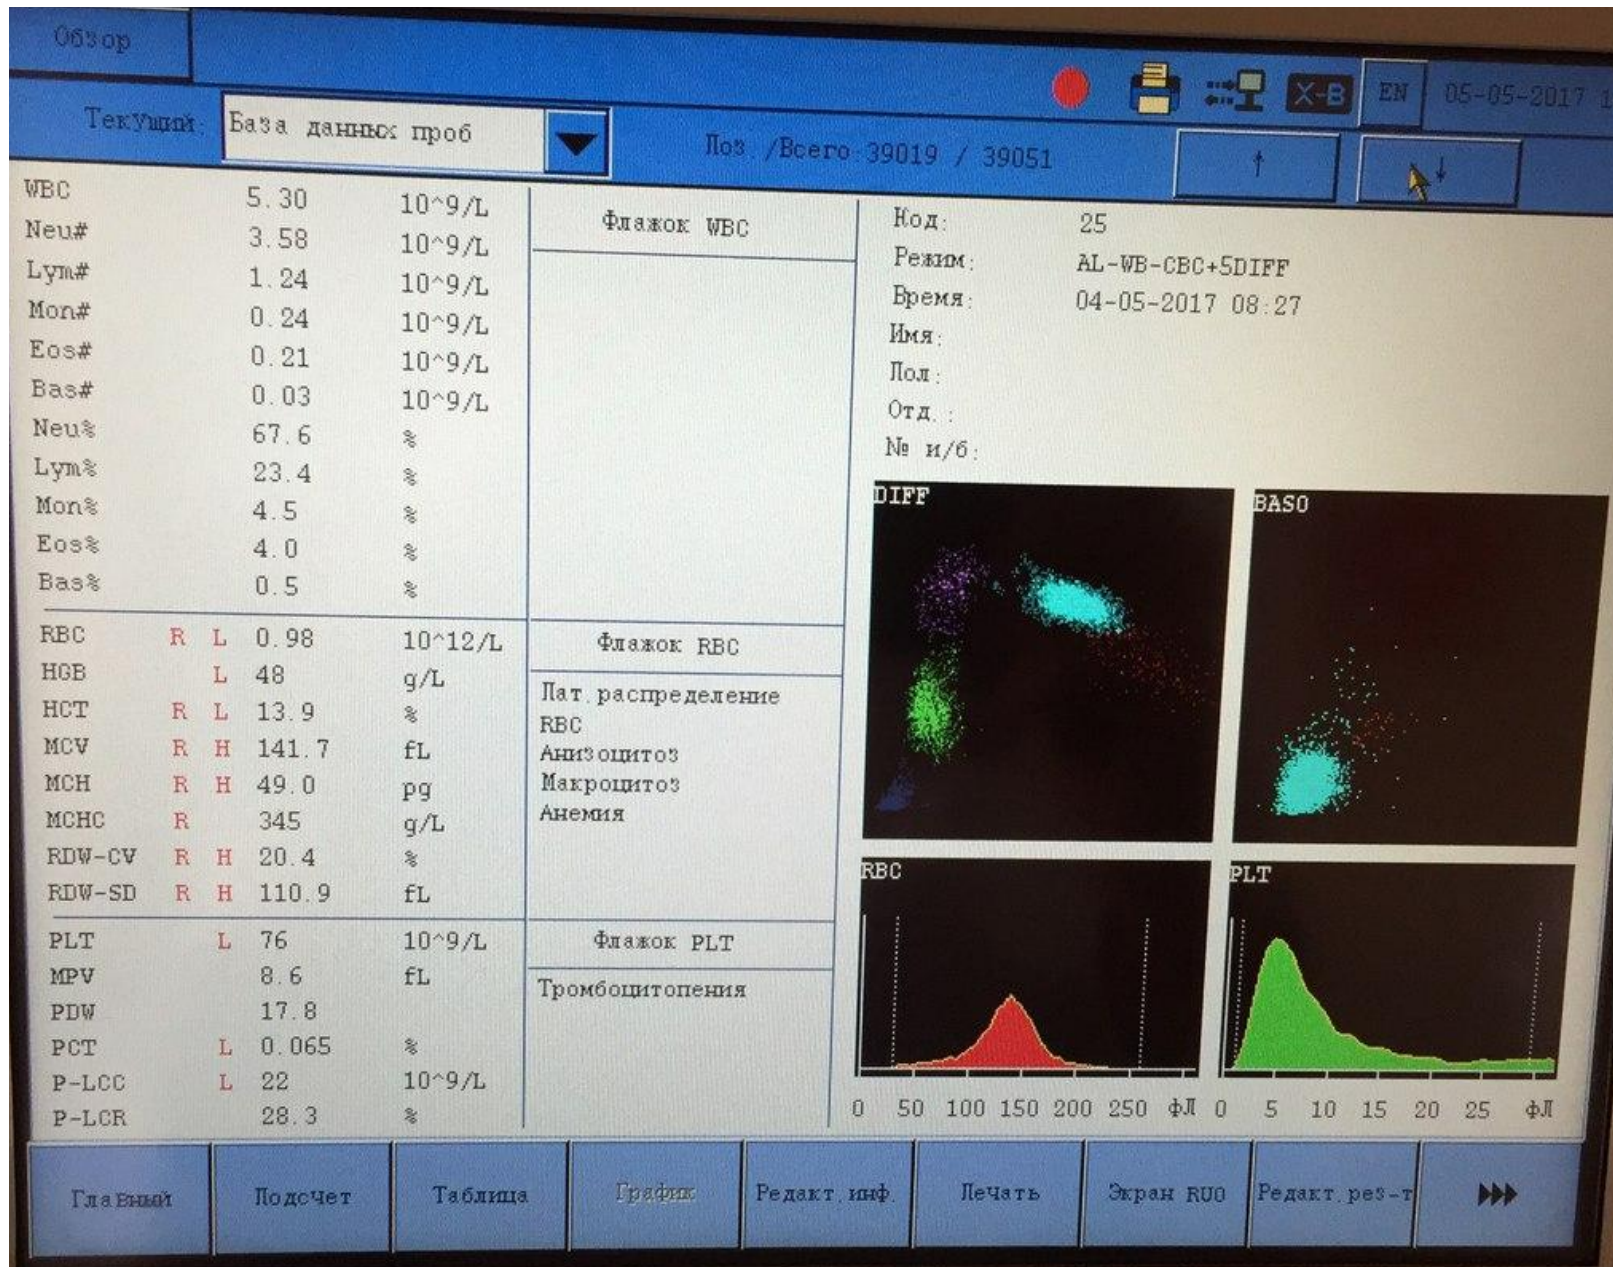 Обзор
EN 05-05-2017
Текущий: База данных проб Поз./Всего:39019 / 39051 ↑ ↓
WBC 5.30 10^9/L
Neu# 3.58 10^9/L
Lym# 1.24 10^9/L
Mon# 0.24 10^9/L
Eos# 0.21 10^9/L
Bas# 0.03 10^9/L
Neu% 67.6 %
Lym% 23.4 %
Mon% 4.5 %
Eos% 4.0 %
Bas% 0.5 %
RBC R L 0.98 10^12/L
HGB L 48 g/L
HCT R L 13.9 %
MCV R H 141.7 fL
MCH R H 49.0 pg
MCHC R 345 g/L
RDW-CV R H 20.4 %
RDW-SD R H 110.9 fL
PLT L 76 10^9/L
MPV 8.6 fL
PDW 17.8
PCT L 0.065 %
P-LCC L 22 10^9/L
P-LCR 28.3 %
Флажок WBC
Флажок RBC
Пат.распределение
RBC
Анизоцитоз
Макроцитоз
Анемия
Флажок PLT
Тромбоцитопения
Код: 25
Режим: AL-WB-CBC+5DIFF
Время: 04-05-2017 08:27
Имя:
Пол:
Отд.:
№ и/б:
DIFF
BASO
RBC
PLT
0 50 100 150 200 250 фЛ
0 5 10 15 20 25 фЛ
Главный Подсчет Таблица График Редакт.инф. Печать Экран RUO Редакт.рез-т